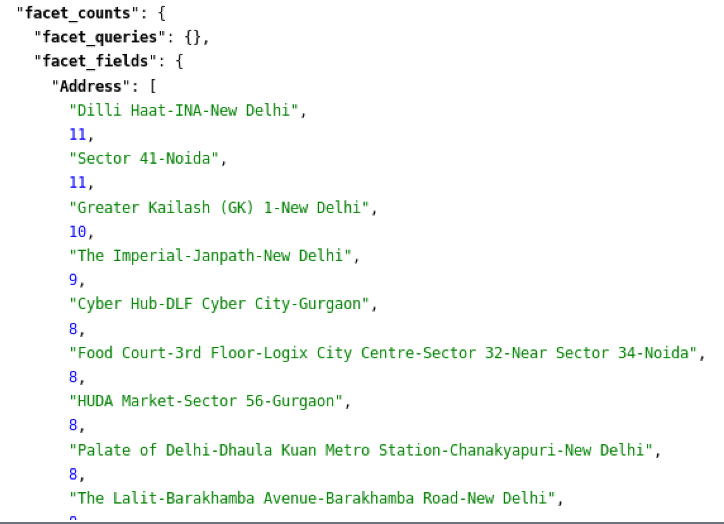 "facet_counts": {
"facet_queries": {},
"facet_fields": {
"Address": [
"Dilli Haat-INA-New Delhi",
11,
"Sector 41-Noida",
11,
"Greater Kailash (GK) 1-New Delhi",
10,
"The Imperial-Janpath-New Delhi",
9,
"Cyber Hub-DLF Cyber City-Gurgaon",
8,
"Food Court-3rd Floor-Logix City Centre-Sector 32-Near Sector 34-Noida",
8,
"HUDA Market-Sector 56-Gurgaon",
8,
"Palate of Delhi-Dhaula Kuan Metro Station-Chanakyapuri-New Delhi",
8,
"The Lalit-Barakhamba Avenue-Barakhamba Road-New Delhi",